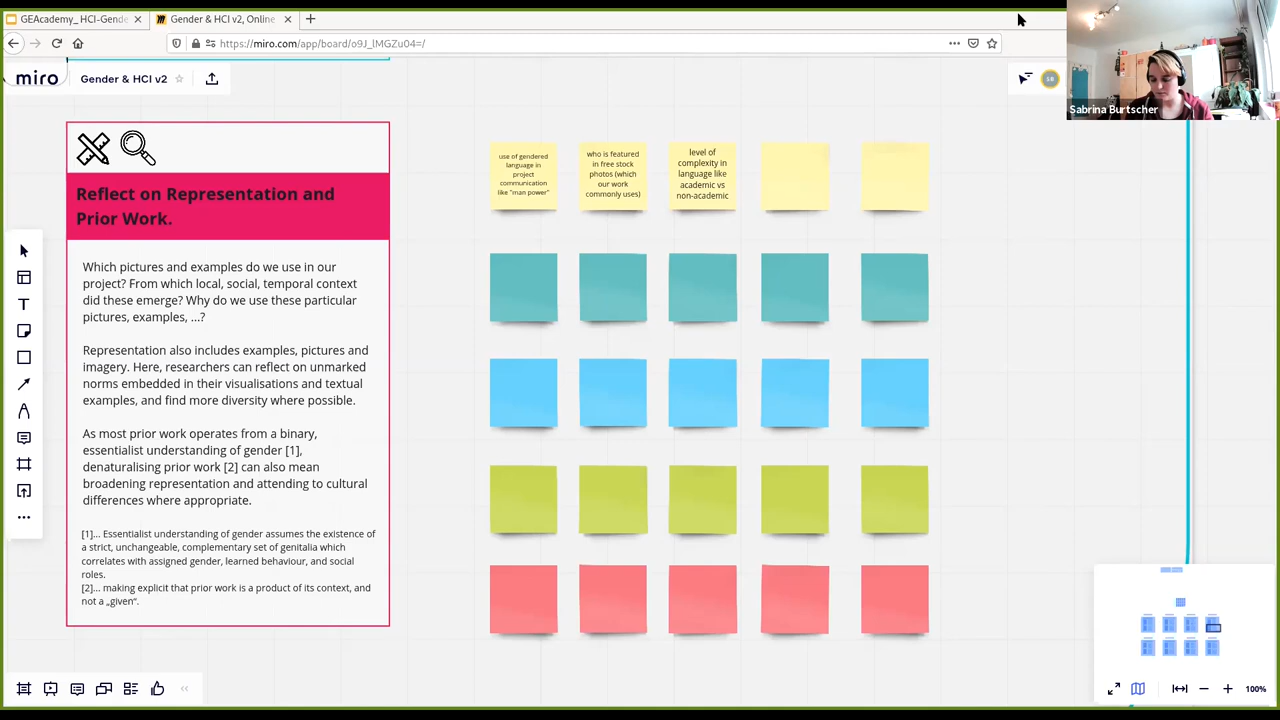 GEAcademy_ HCI-Gende
Gender & HCI v2, Online
https://miro.com/app/board/o9J_lMGZu04=/
miro
Gender & HCI v2
SB
Sabrina Burtscher
Reflect on Representation and
Prior Work.
Which pictures and examples do we use in our
project? From which local, social, temporal context
did these emerge? Why do we use these particular
pictures, examples, ...?
Representation also includes examples, pictures and
imagery. Here, researchers can reflect on unmarked
norms embedded in their visualisations and textual
examples, and find more diversity where possible.
As most prior work operates from a binary,
essentialist understanding of gender [1],
denaturalising prior work [2] can also mean
broadening representation and attending to cultural
differences where appropriate.
[1]... Essentialist understanding of gender assumes the existence of
a strict, unchangeable, complementary set of genitalia which
correlates with assigned gender, learned behaviour, and social
roles.
[2]... making explicit that prior work is a product of its context, and
not a „given“.
use of gendered
language in
project
communication
like "man power"
who is featured
in free stock
photos (which
our work
commonly uses)
level of
complexity in
language like
academic vs
non-academic
100%